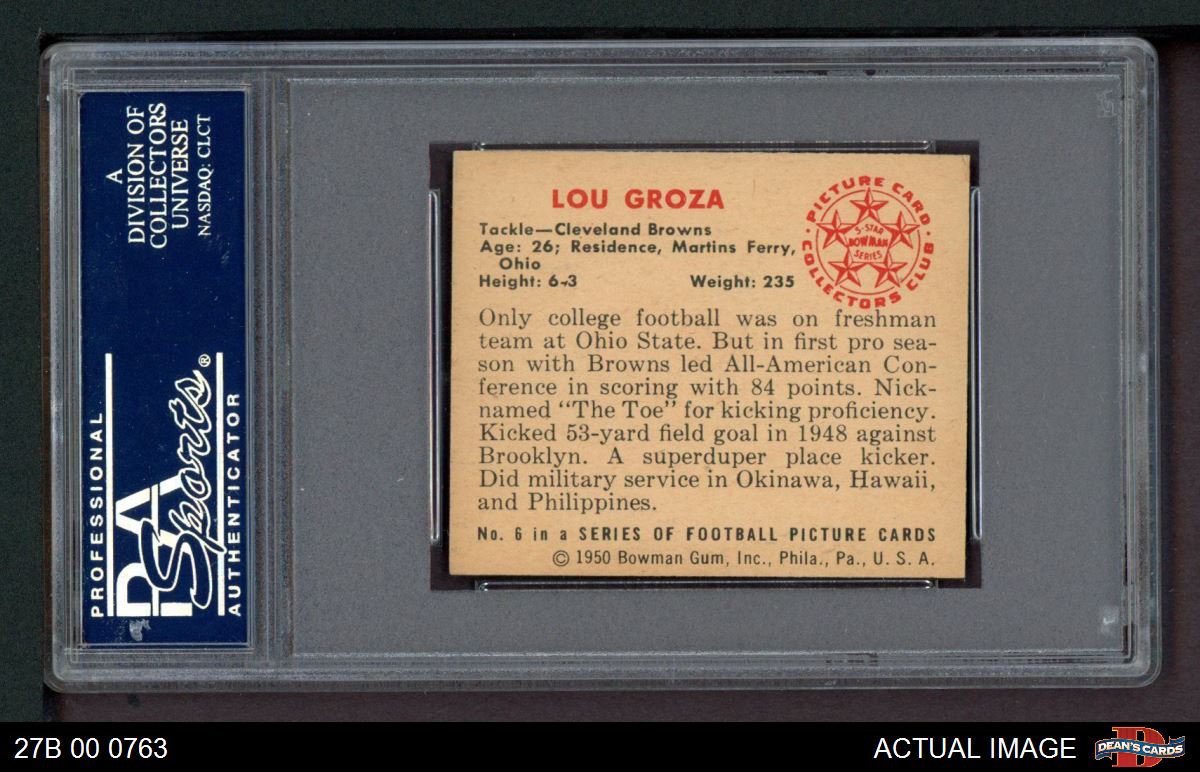 A
DIVISION OF
COLLECTORS
UNIVERSE
NASDAQ: CLCT
PROFESSIONAL
PSA
Sports®
AUTHENTICATOR
LOU GROZA
Tackle—Cleveland Browns
Age: 26; Residence, Martins Ferry,
Ohio
Height: 6-3 Weight: 235
PICTURE CARD
COLLECTORS CLUB
5-STAR
BOWMAN
SERIES
Only college football was on freshman
team at Ohio State. But in first pro sea-
son with Browns led All-American Con-
ference in scoring with 84 points. Nick-
named "The Toe" for kicking proficiency.
Kicked 53-yard field goal in 1948 against
Brooklyn. A superduper place kicker.
Did military service in Okinawa, Hawaii,
and Philippines.
No. 6 in a SERIES OF FOOTBALL PICTURE CARDS
© 1950 Bowman Gum, Inc., Phila., Pa., U. S. A.
27B 00 0763
ACTUAL IMAGE
DEAN'S CARDS